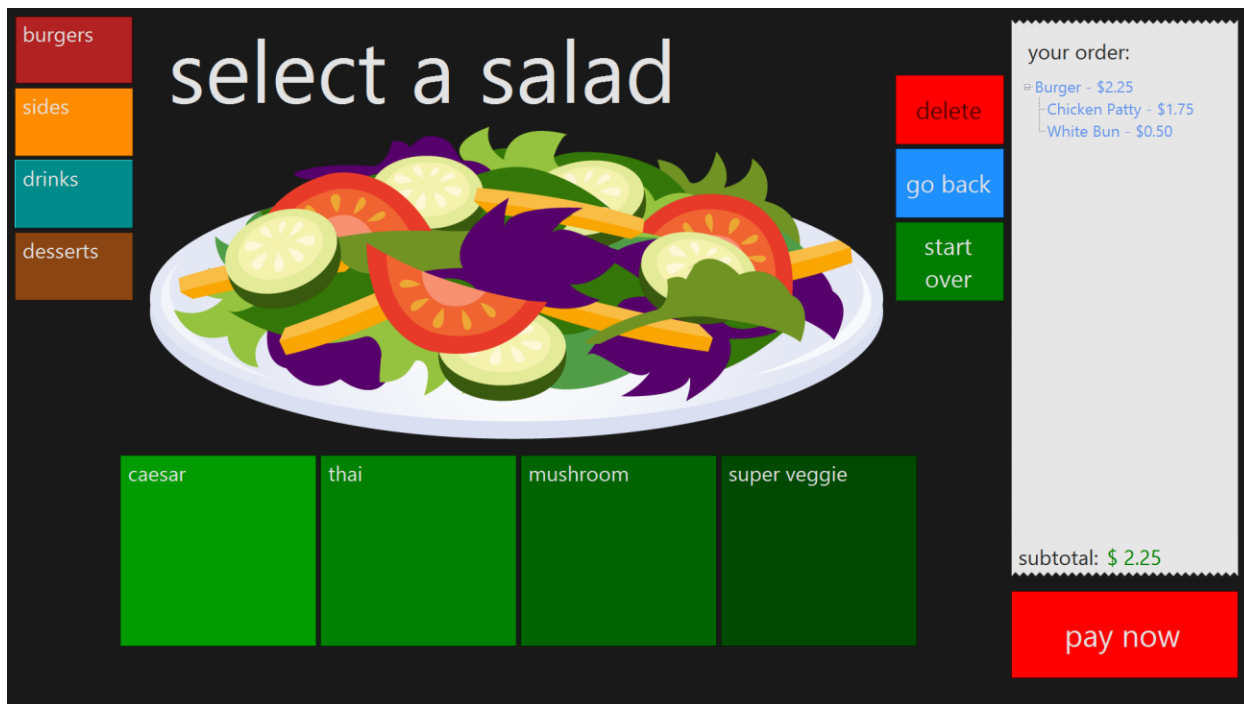 burgers
sides
drinks
desserts
select a salad
delete
go back
start
over
caesar
thai
mushroom
super veggie
your order:
Burger - $2.25
Chicken Patty - $1.75
White Bun - $0.50
subtotal: $ 2.25
pay now